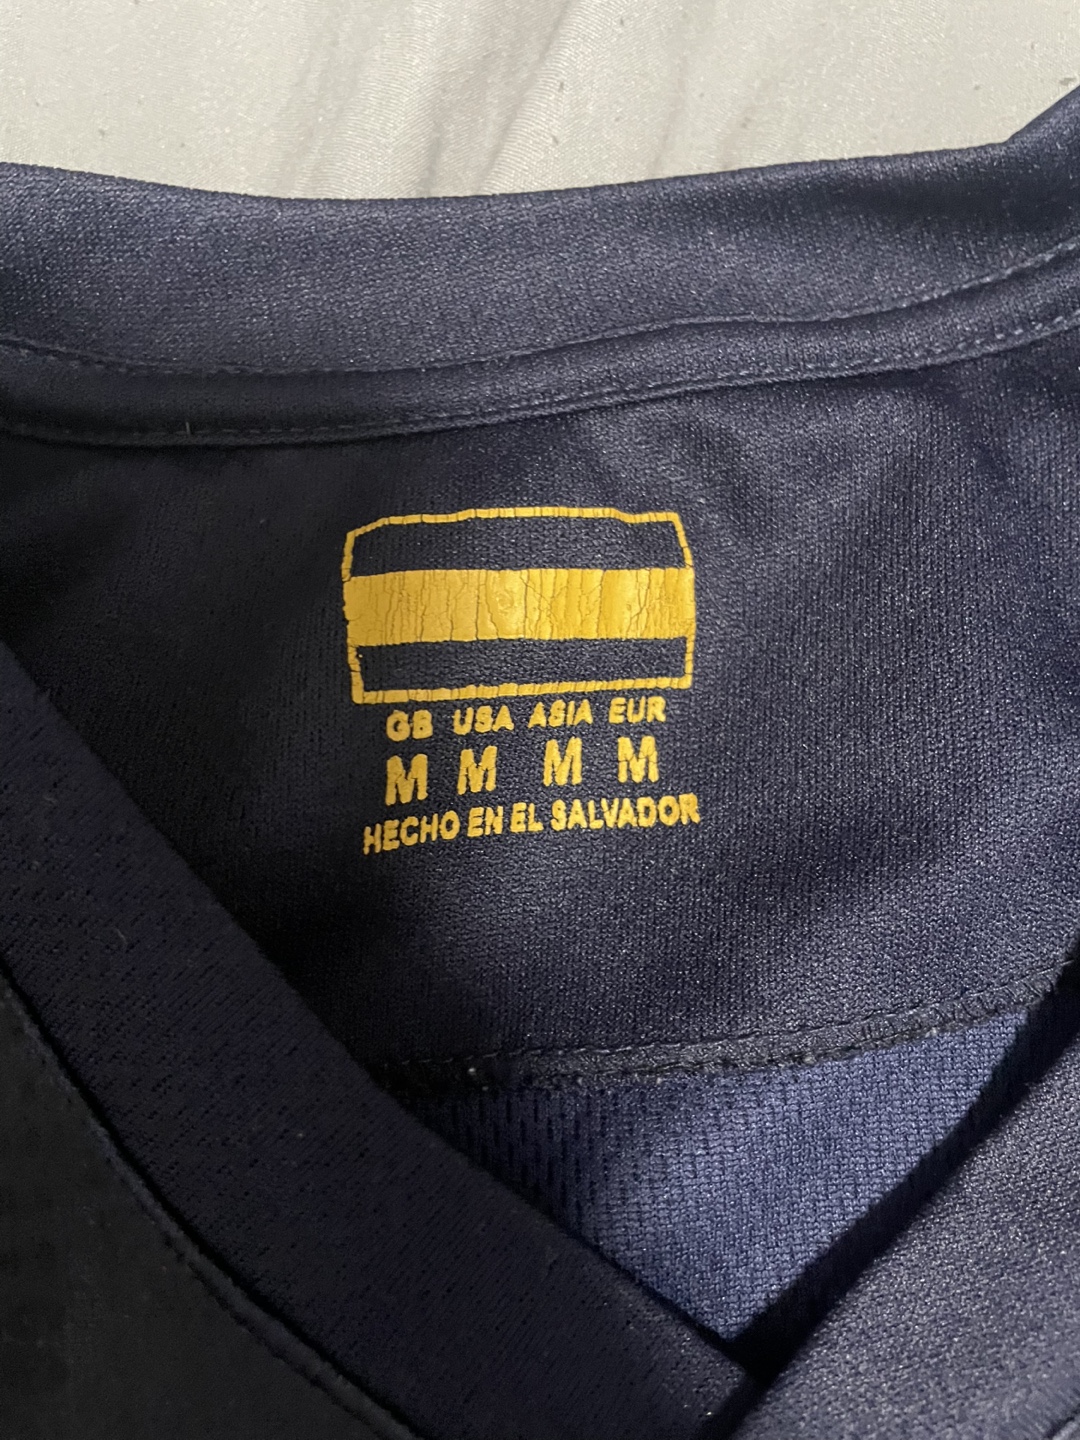 GB USA ASIA EUR
M M M M
HECHO EN EL SALVADOR